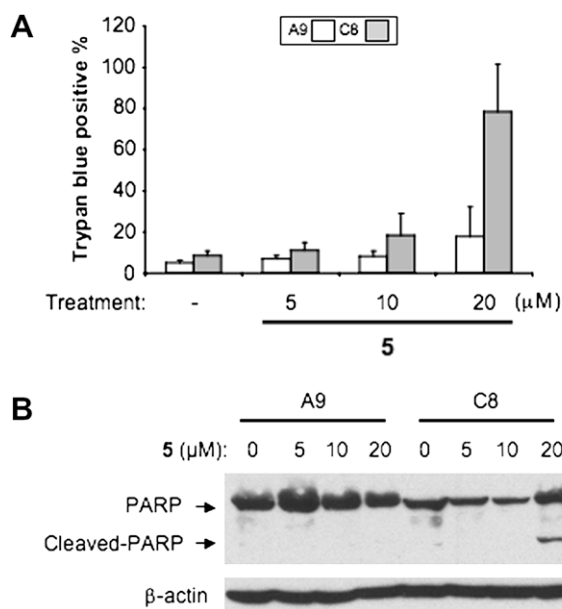 A
A9 C8
Trypan blue positive %
120
100
80
60
40
20
0
Treatment: - 5 10 20 (μM)
5
B
A9 C8
5 (μM): 0 5 10 20 0 5 10 20
PARP
Cleaved-PARP
β-actin